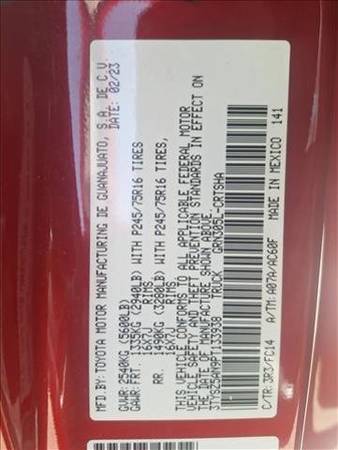 MFD.BY:TOYOTA MOTOR MANUFACTURING DE GUANAJUATO, S.A. DE C.V.
02/23
GVWR: 2540KG (5600LB)
GAWR: FRT. 1335KG (2940LB) WITH P245/75R16 TIRES
16X7J RIMS
RR. 1490KG (3280LB) WITH P245/75R16 TIRES,
16X7J RIMS
THIS VEHICLE CONFORMS TO ALL APPLICABLE FEDERAL MOTOR
VEHICLE SAFETY AND THEFT PREVENTION STANDARDS IN EFFECT ON
THE DATE OF MANUFACTURE SHOWN ABOVE.
3TYSZ5AN9PT133938 TRUCK GRN305L-CRTSHA
C/TR: 3R3/FC14 A/TM: A07A/AC60F MADE IN MEXICO 141